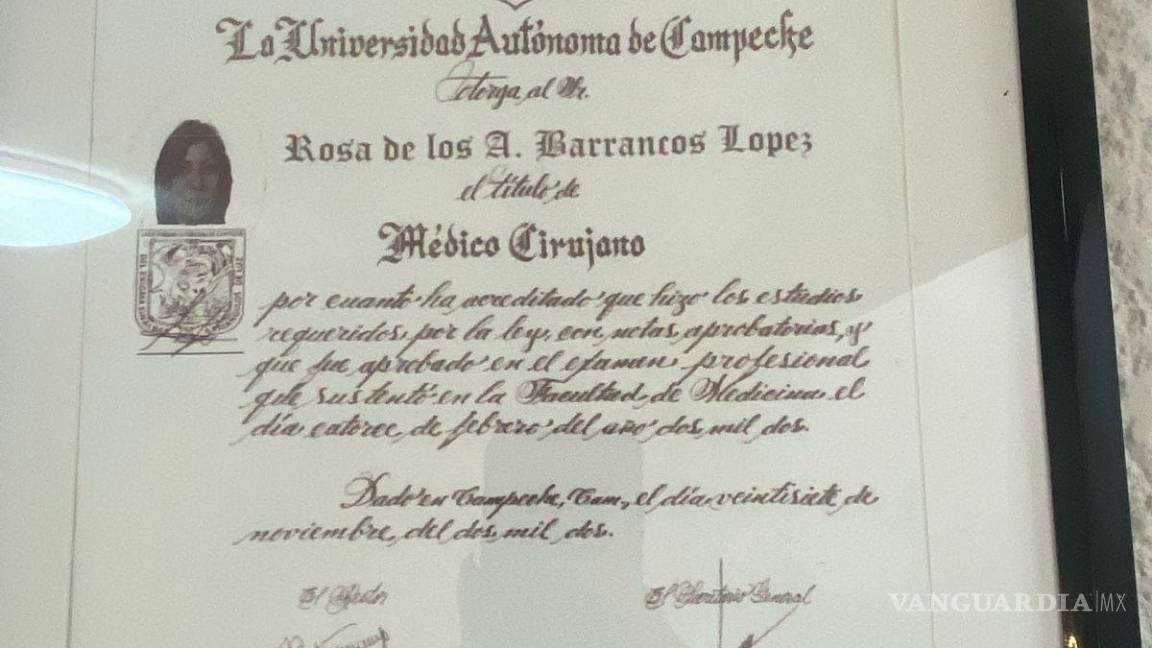 La Universidad Autónoma de Campeche
Otorga al Sr.
Rosa de los A. Barrancos Lopez
el título de
Médico Cirujano
por cuanto ha acreditado que hizo los estudios
requeridos por la ley, con notas aprobatorias, y
que fue aprobado en el examen profesional
que sustentó en la Facultad de Medicina el
día catorce de febrero del año dos mil dos.
Dado en Campeche, Cam., el día veintisiete de
noviembre del dos mil dos.
El Rector
El Secretario General
VANGUARDIA|MX